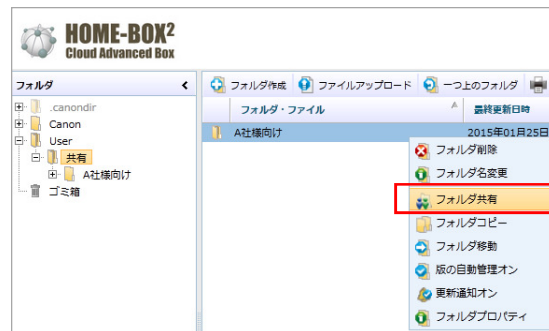 HOME-BOX²
Cloud Advanced Box
フォルダ
フォルダ作成 ファイルアップロード 一つ上のフォルダ
.canondir
Canon
User
共有
A社様向け
ゴミ箱
フォルダ・ファイル 最終更新日時
A社様向け 2015年01月25日
フォルダ削除
フォルダ名変更
フォルダ共有
フォルダコピー
フォルダ移動
版の自動管理オン
更新通知オン
フォルダプロパティ